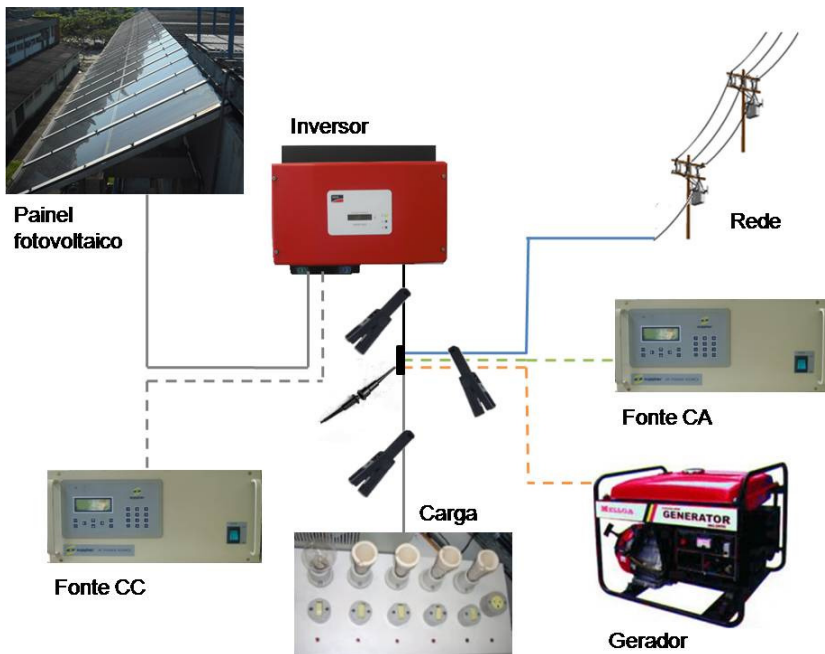 Inversor
Painel
fotovoltaico
Rede
Fonte CA
Carga
GENERATOR
Fonte CC
Gerador